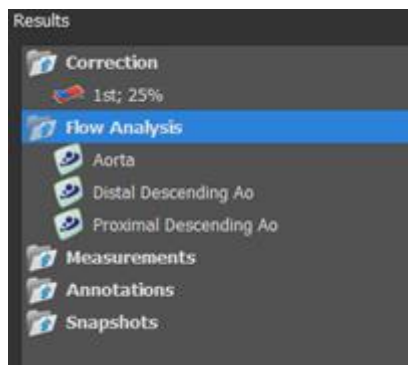 Results
Correction
1st; 25%
Flow Analysis
Aorta
Distal Descending Ao
Proximal Descending Ao
Measurements
Annotations
Snapshots